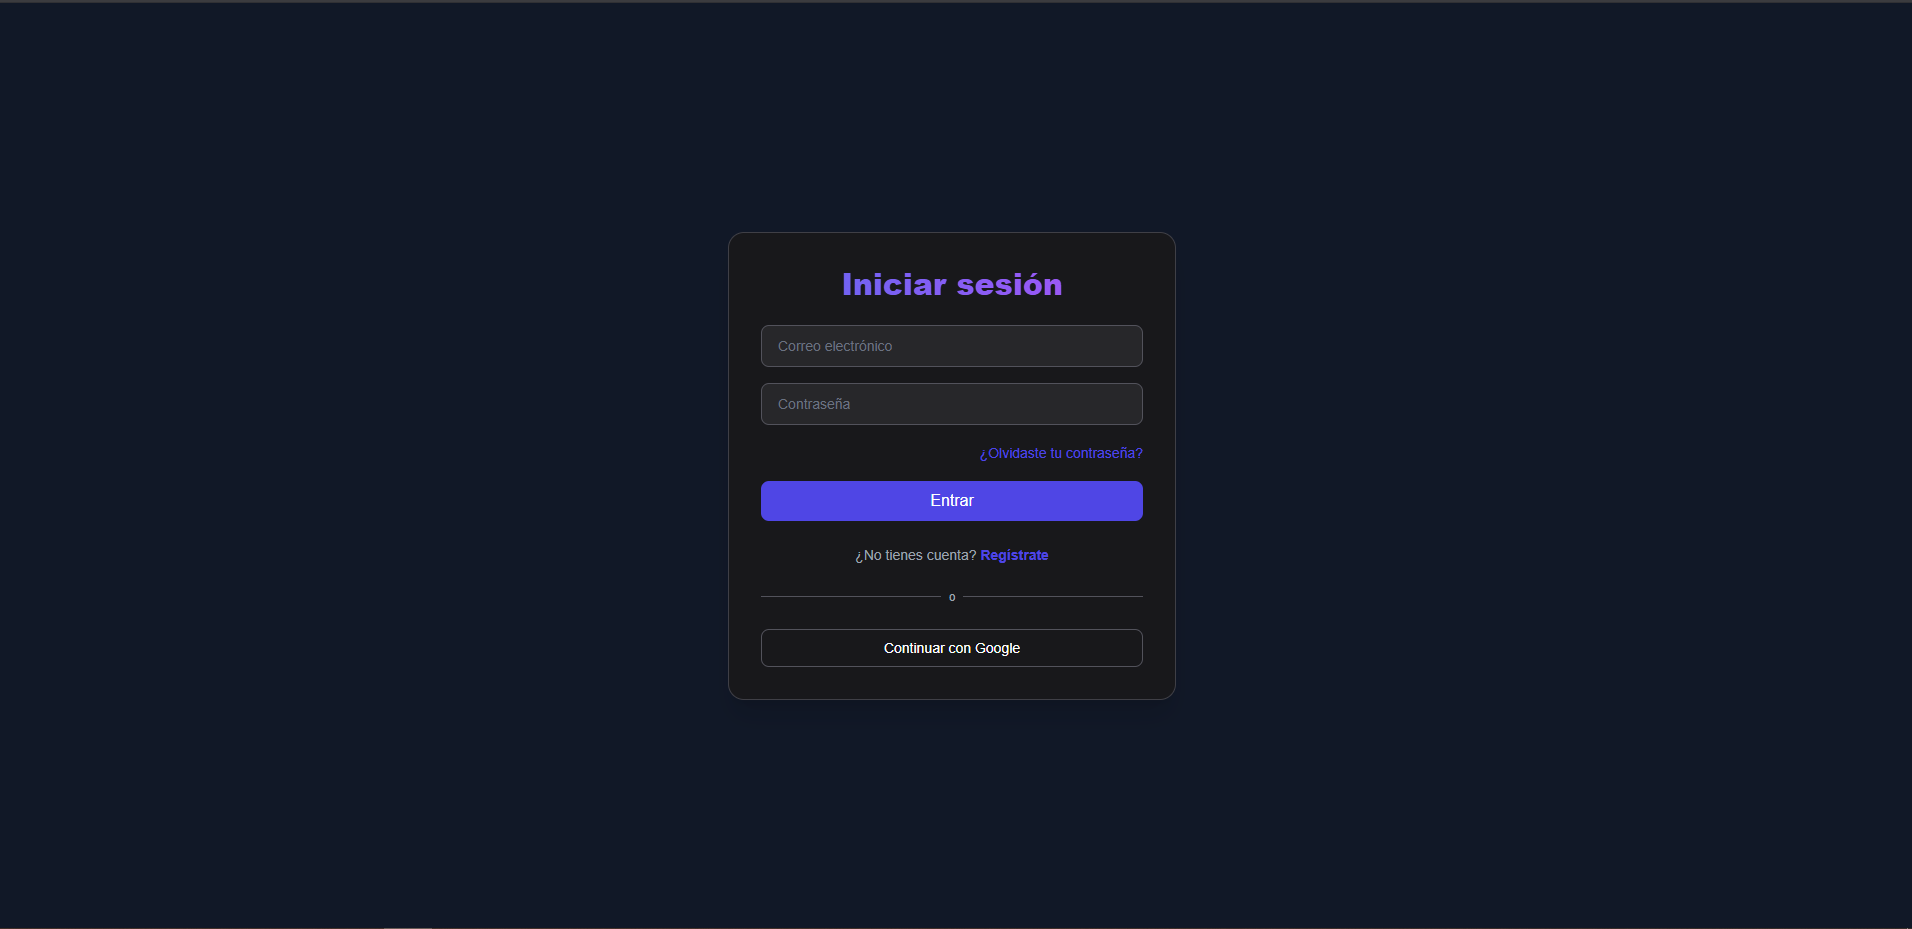 Iniciar sesión
Correo electrónico
Contraseña
¿Olvidaste tu contraseña?
Entrar
¿No tienes cuenta? Registrate
o
Continuar con Google